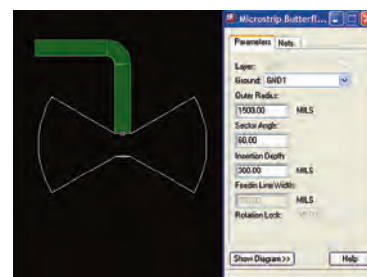 Microstrip Butterfl...
Parameters Nets
Layer:
Ground: GND1
Outer Radius:
1500.00 MILS
Sector Angle:
60.00
Insertion Depth:
300.00 MILS
Feedin Line Width:
MILS
Rotation Lock:
Show Diagram >> Help